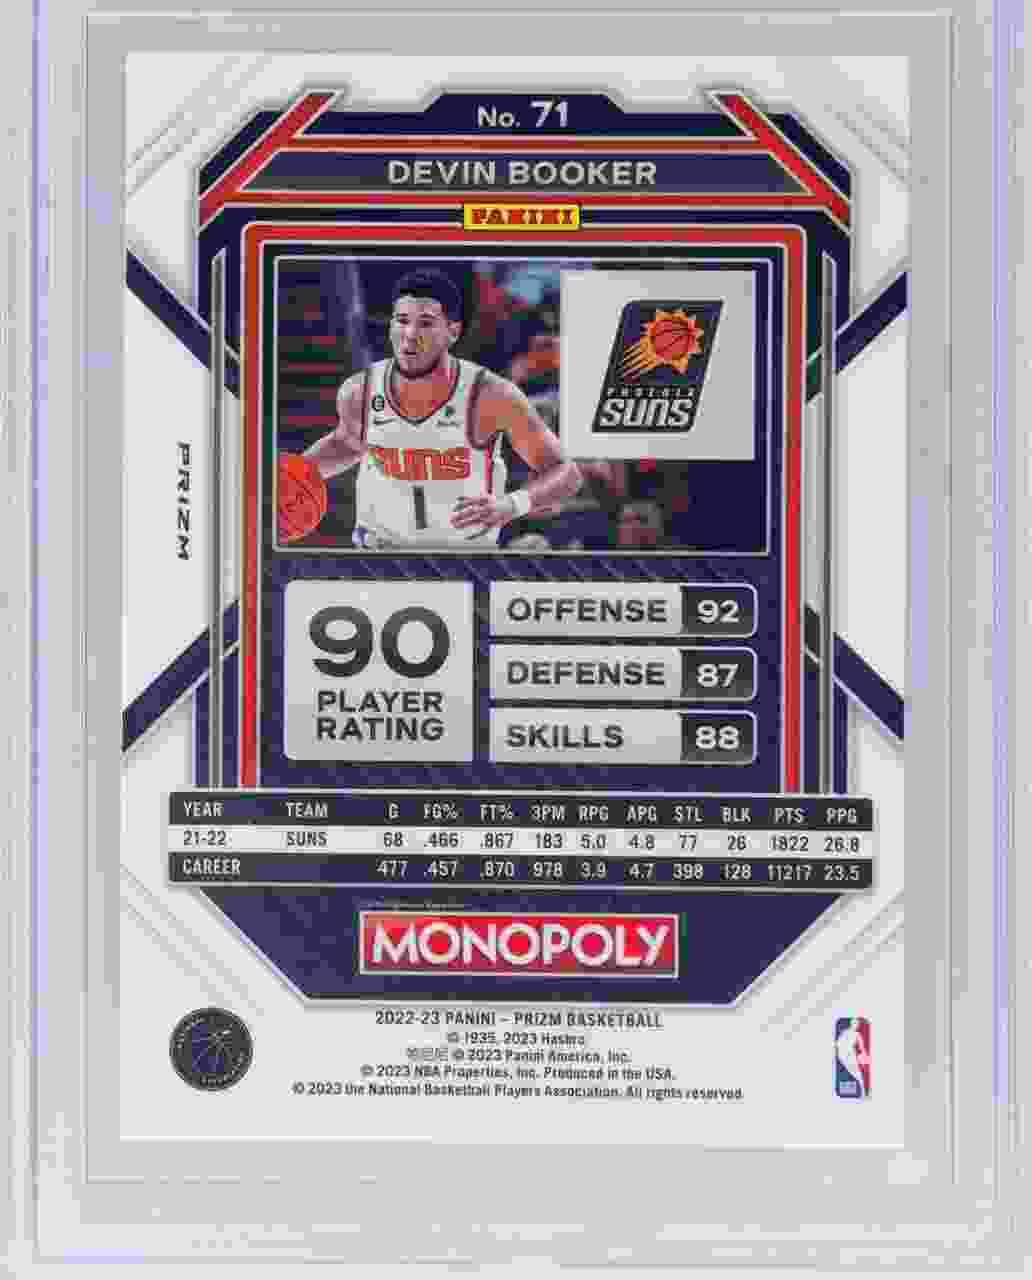 No. 71
DEVIN BOOKER
PANINI
PHOENIX
SUNS
SUNS
1
PRIZM
90
PLAYER
RATING
OFFENSE 92
DEFENSE 87
SKILLS 88
YEAR TEAM G FG% FT% 3PM RPG APG STL BLK PTS PPG
21-22 SUNS 68 .466 .867 183 5.0 4.8 77 26 1822 26.8
CAREER 477 .457 .870 978 3.9 4.7 398 128 11217 23.5
MONOPOLY
2022-23 PANINI – PRIZM BASKETBALL
© 1935, 2023 Hasbro.
© 2023 Panini America, Inc.
© 2023 NBA Properties, Inc. Produced in the USA.
© 2023 the National Basketball Players Association. All rights reserved.